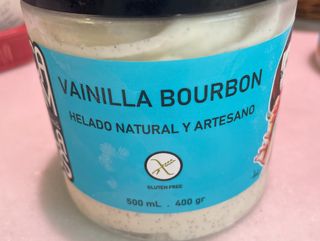 VAINILLA BOURBON
HELADO NATURAL Y ARTESANO
GLUTEN FREE
500 mL . 400 gr